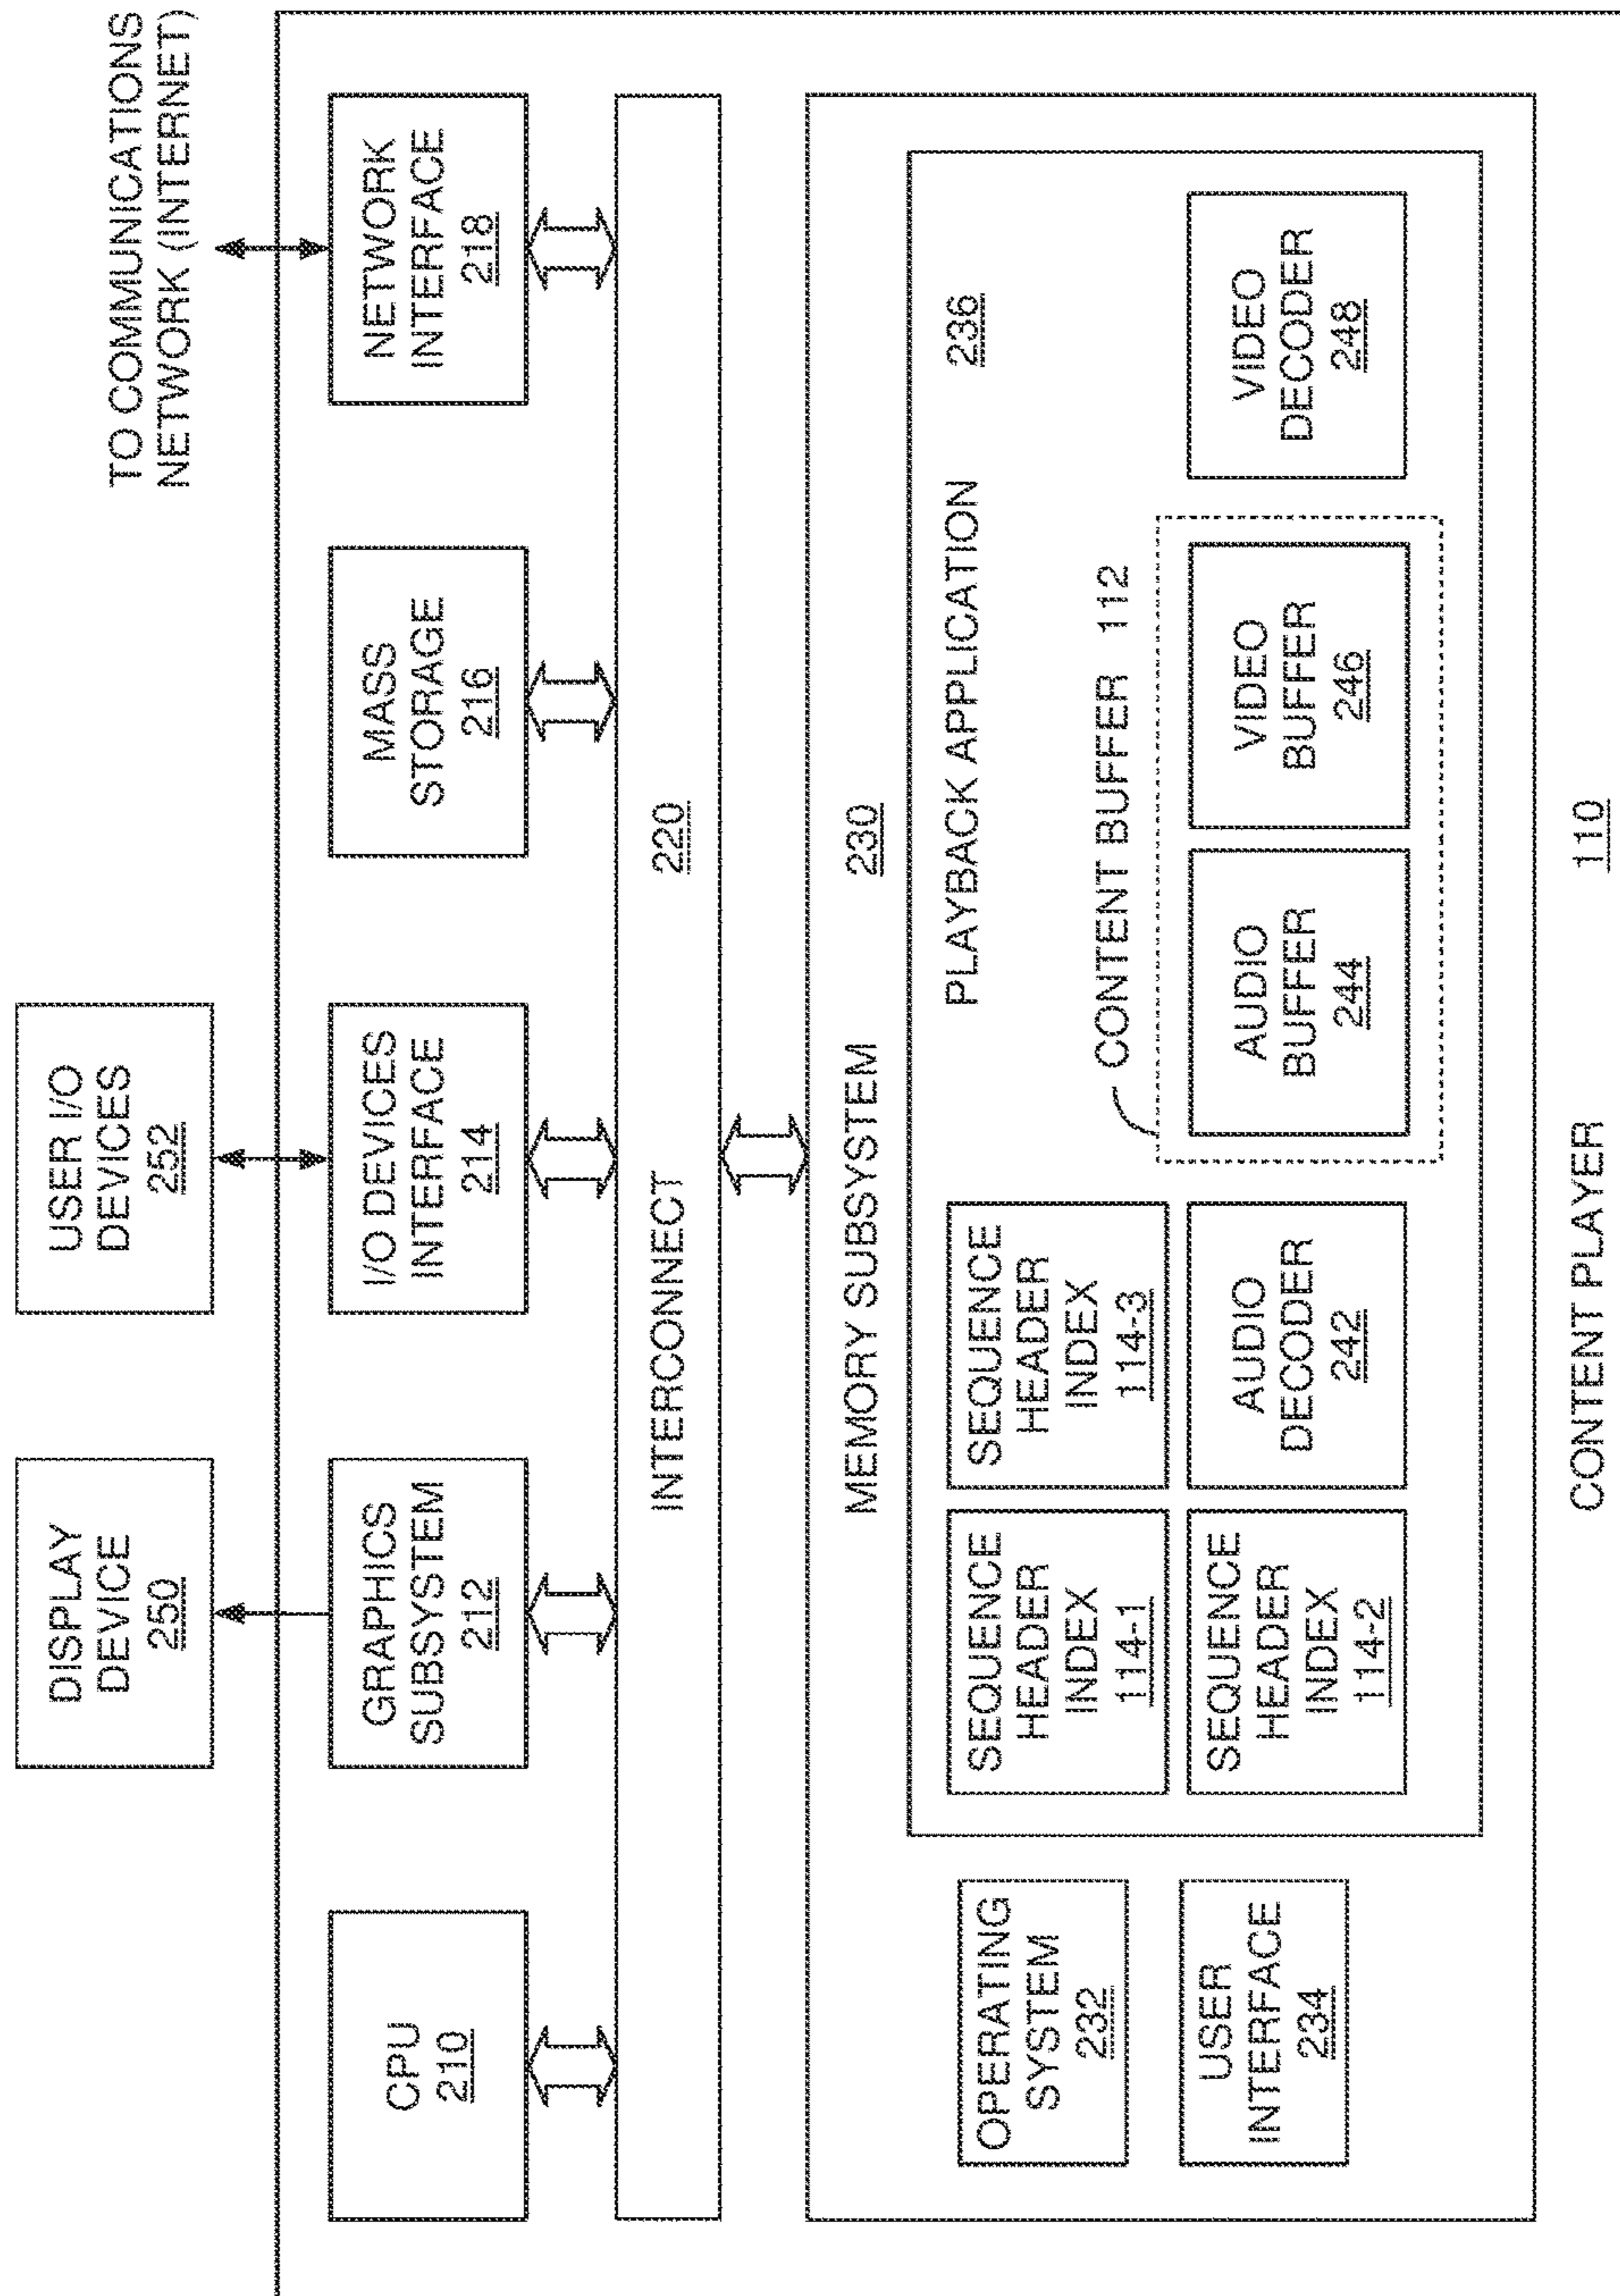 TO COMMUNICATIONS
NETWORK (INTERNET)
DISPLAY
DEVICE
250
USER I/O
DEVICES
252
CPU
210
GRAPHICS
SUBSYSTEM
212
I/O DEVICES
INTERFACE
214
MASS
STORAGE
216
NETWORK
INTERFACE
218
INTERCONNECT
220
MEMORY SUBSYSTEM
230
OPERATING
SYSTEM
232
USER
INTERFACE
234
PLAYBACK APPLICATION
236
SEQUENCE
HEADER
INDEX
114-1
SEQUENCE
HEADER
INDEX
114-3
SEQUENCE
HEADER
INDEX
114-2
AUDIO
DECODER
242
CONTENT BUFFER 112
AUDIO
BUFFER
244
VIDEO
BUFFER
246
VIDEO
DECODER
248
CONTENT PLAYER
110